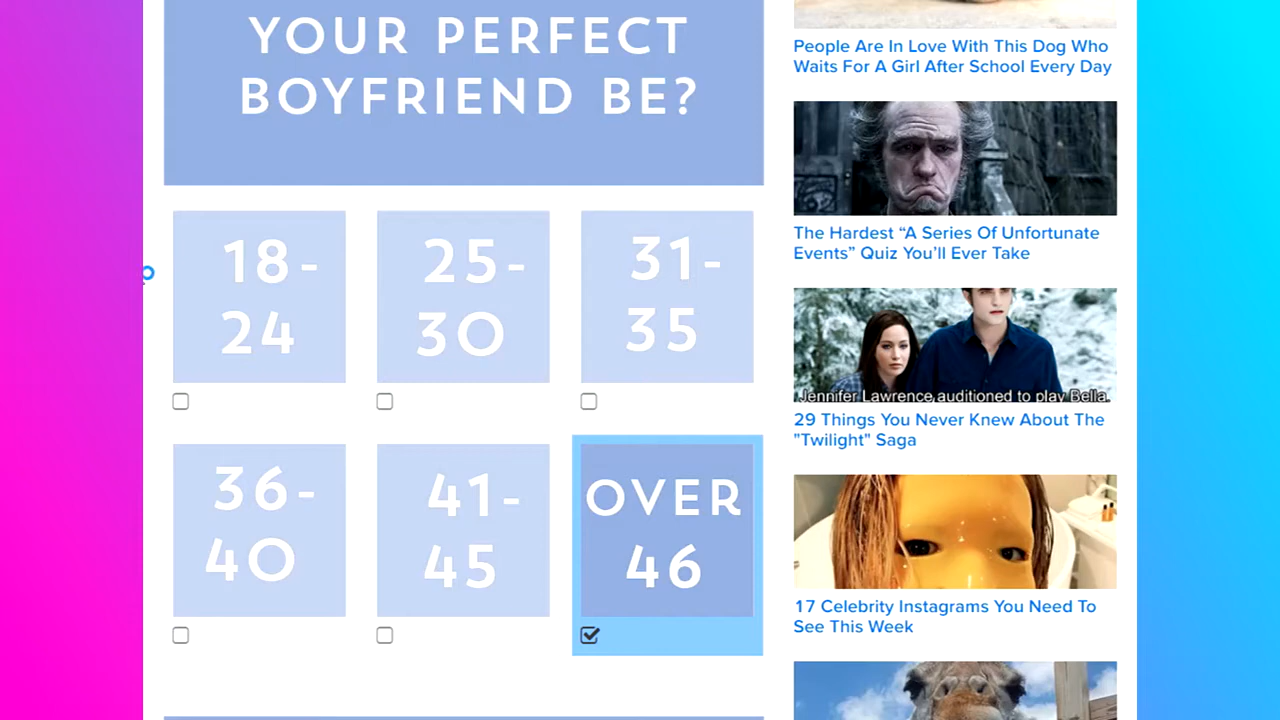 YOUR PERFECT
BOYFRIEND BE?
18-
24
25-
30
31-
35
36-
40
41-
45
OVER
46
People Are In Love With This Dog Who
Waits For A Girl After School Every Day
The Hardest “A Series Of Unfortunate
Events” Quiz You’ll Ever Take
Jennifer Lawrence auditioned to play Bella.
29 Things You Never Knew About The
"Twilight" Saga
17 Celebrity Instagrams You Need To
See This Week